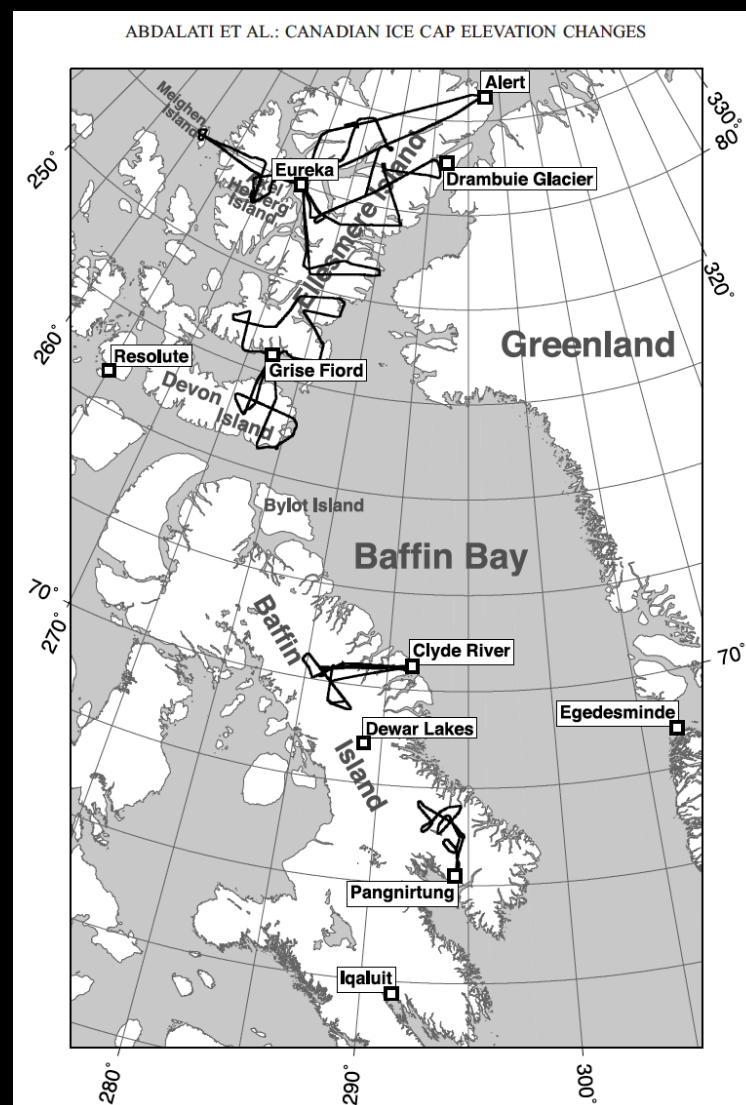 ABDALATI ET AL.: CANADIAN ICE CAP ELEVATION CHANGES
Alert
330°
80°
Meighen
Island
250°
Eureka
Drambuie Glacier
Heiberg
Island
Ellesmere Island
320°
260°
Greenland
Resolute
Grise Fiord
Devon
Island
Bylot Island
Baffin Bay
70°
270°
Baffin
Island
Clyde River
70°
Egedesminde
Dewar Lakes
Pangnirtung
Iqaluit
280°
290°
300°